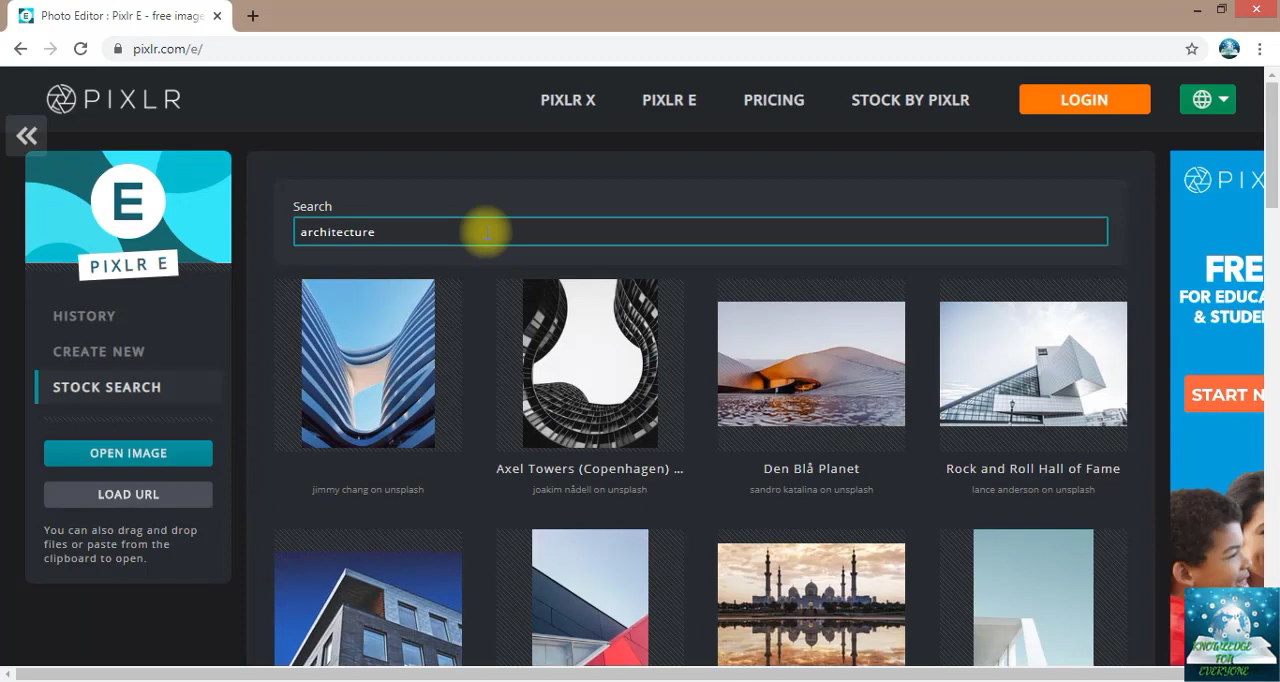 Photo Editor : Pixlr E - free image
pixlr.com/e/
PIXLR
PIXLR X
PIXLR E
PRICING
STOCK BY PIXLR
LOGIN
E
PIXLR E
HISTORY
CREATE NEW
STOCK SEARCH
OPEN IMAGE
LOAD URL
You can also drag and drop
files or paste from the
clipboard to open.
Search
architecture
jimmy chang on unsplash
Axel Towers (Copenhagen) ...
joakim nådell on unsplash
Den Blå Planet
sandro katalina on unsplash
Rock and Roll Hall of Fame
lance anderson on unsplash
PIX
FREE
FOR EDUCA
& STUDEN
START N
KNOWLEDGE
FOR
EVERYONE